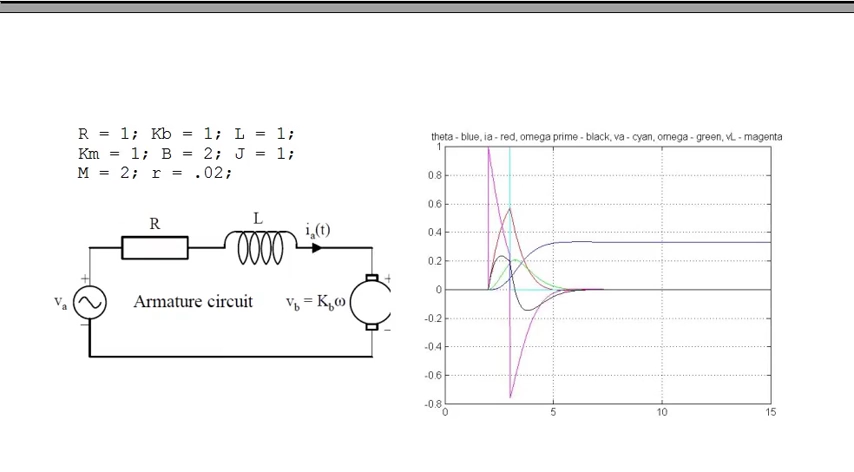 R = 1; Kb = 1; L = 1;
Km = 1; B = 2; J = 1;
M = 2; r = .02;
R
L
ia(t)
+
va
Armature circuit
vb = Kbω
+
−
−
theta - blue, ia - red, omega prime - black, va - cyan, omega - green, vL - magenta
1
0.8
0.6
0.4
0.2
0
-0.2
-0.4
-0.6
-0.8
0
5
10
15